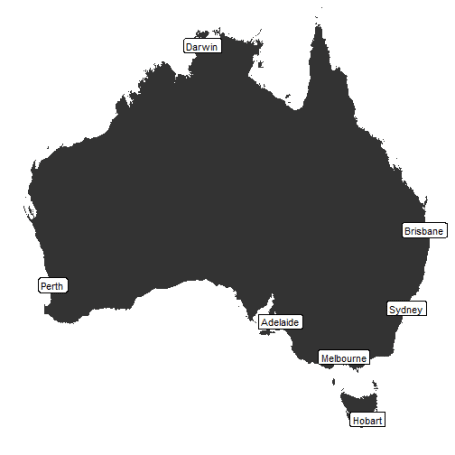 Darwin
Brisbane
Perth
Sydney
Adelaide
Melbourne
Hobart